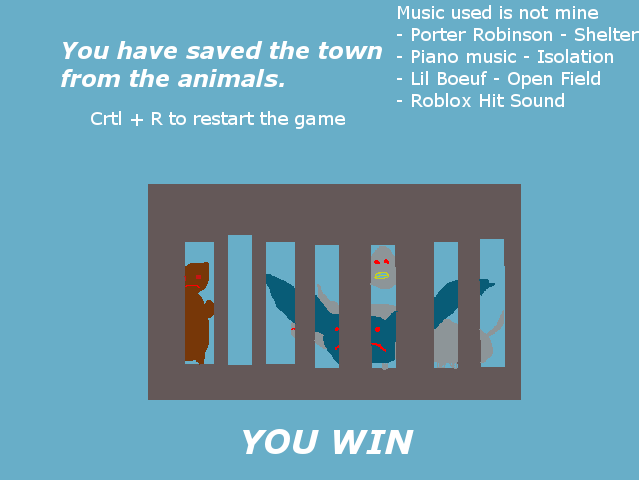 You have saved the town
from the animals.
Crtl + R to restart the game
Music used is not mine
- Porter Robinson - Shelter
- Piano music - Isolation
- Lil Boeuf - Open Field
- Roblox Hit Sound
YOU WIN